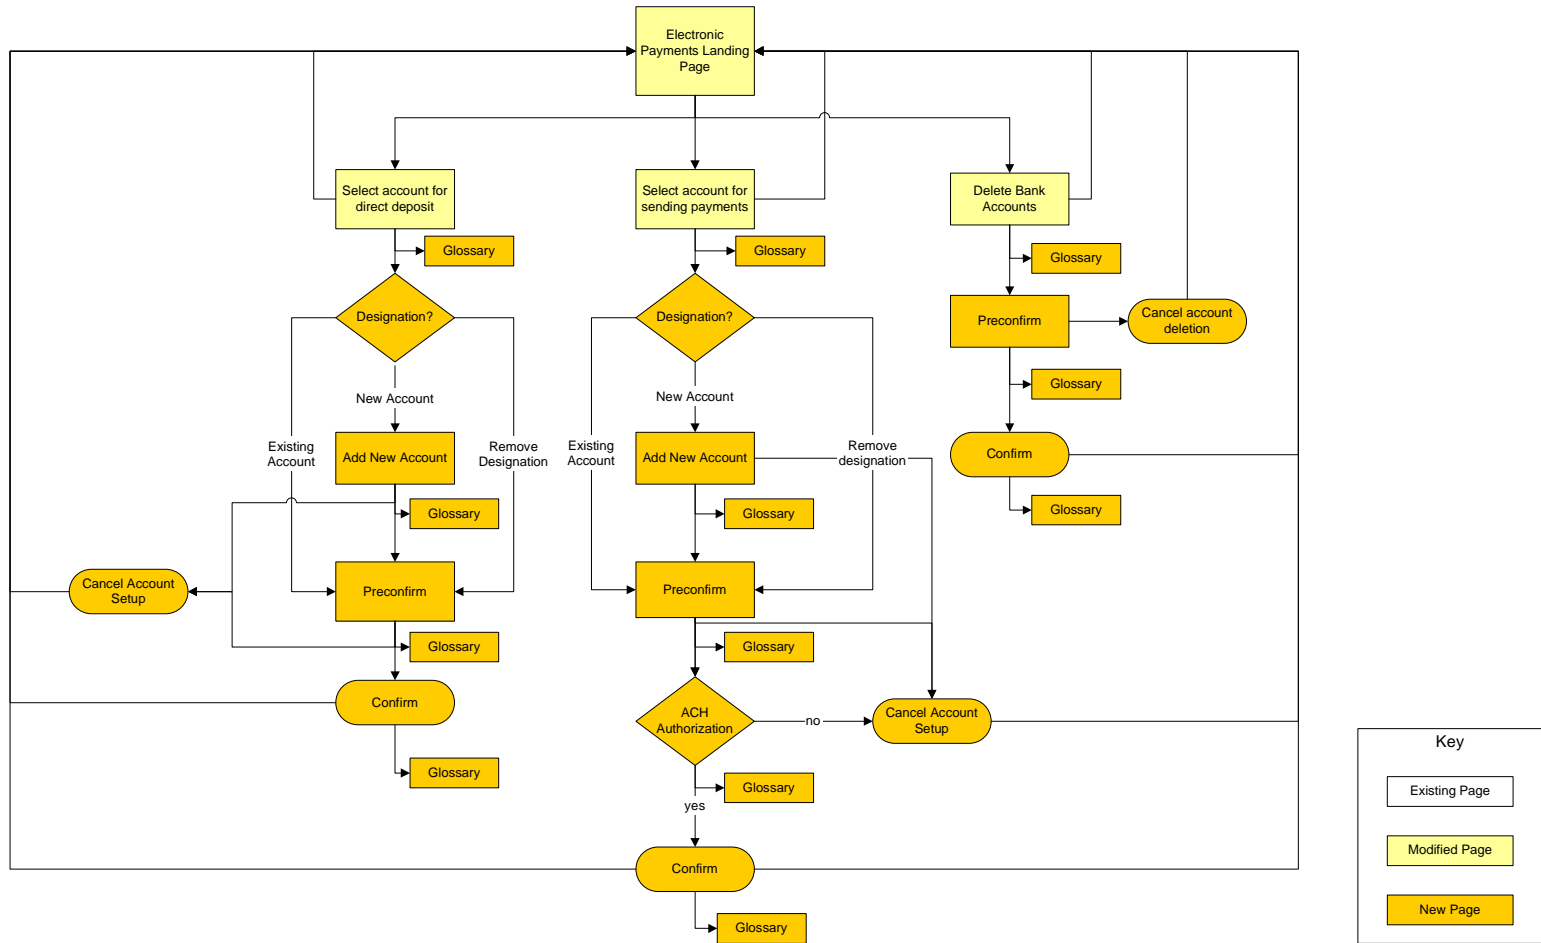 Electronic
Payments Landing
Page
Select account for
direct deposit
Select account for
sending payments
Delete Bank
Accounts
Glossary
Glossary
Glossary
Designation?
Designation?
Preconfirm
Cancel account
deletion
Glossary
New Account
New Account
Existing
Account
Add New Account
Remove
Designation
Existing
Account
Add New Account
Remove
designation
Confirm
Glossary
Glossary
Glossary
Cancel Account
Setup
Preconfirm
Preconfirm
Glossary
Glossary
Confirm
ACH
Authorization
no
Cancel Account
Setup
Glossary
Glossary
yes
Confirm
Glossary
Key
Existing Page
Modified Page
New Page